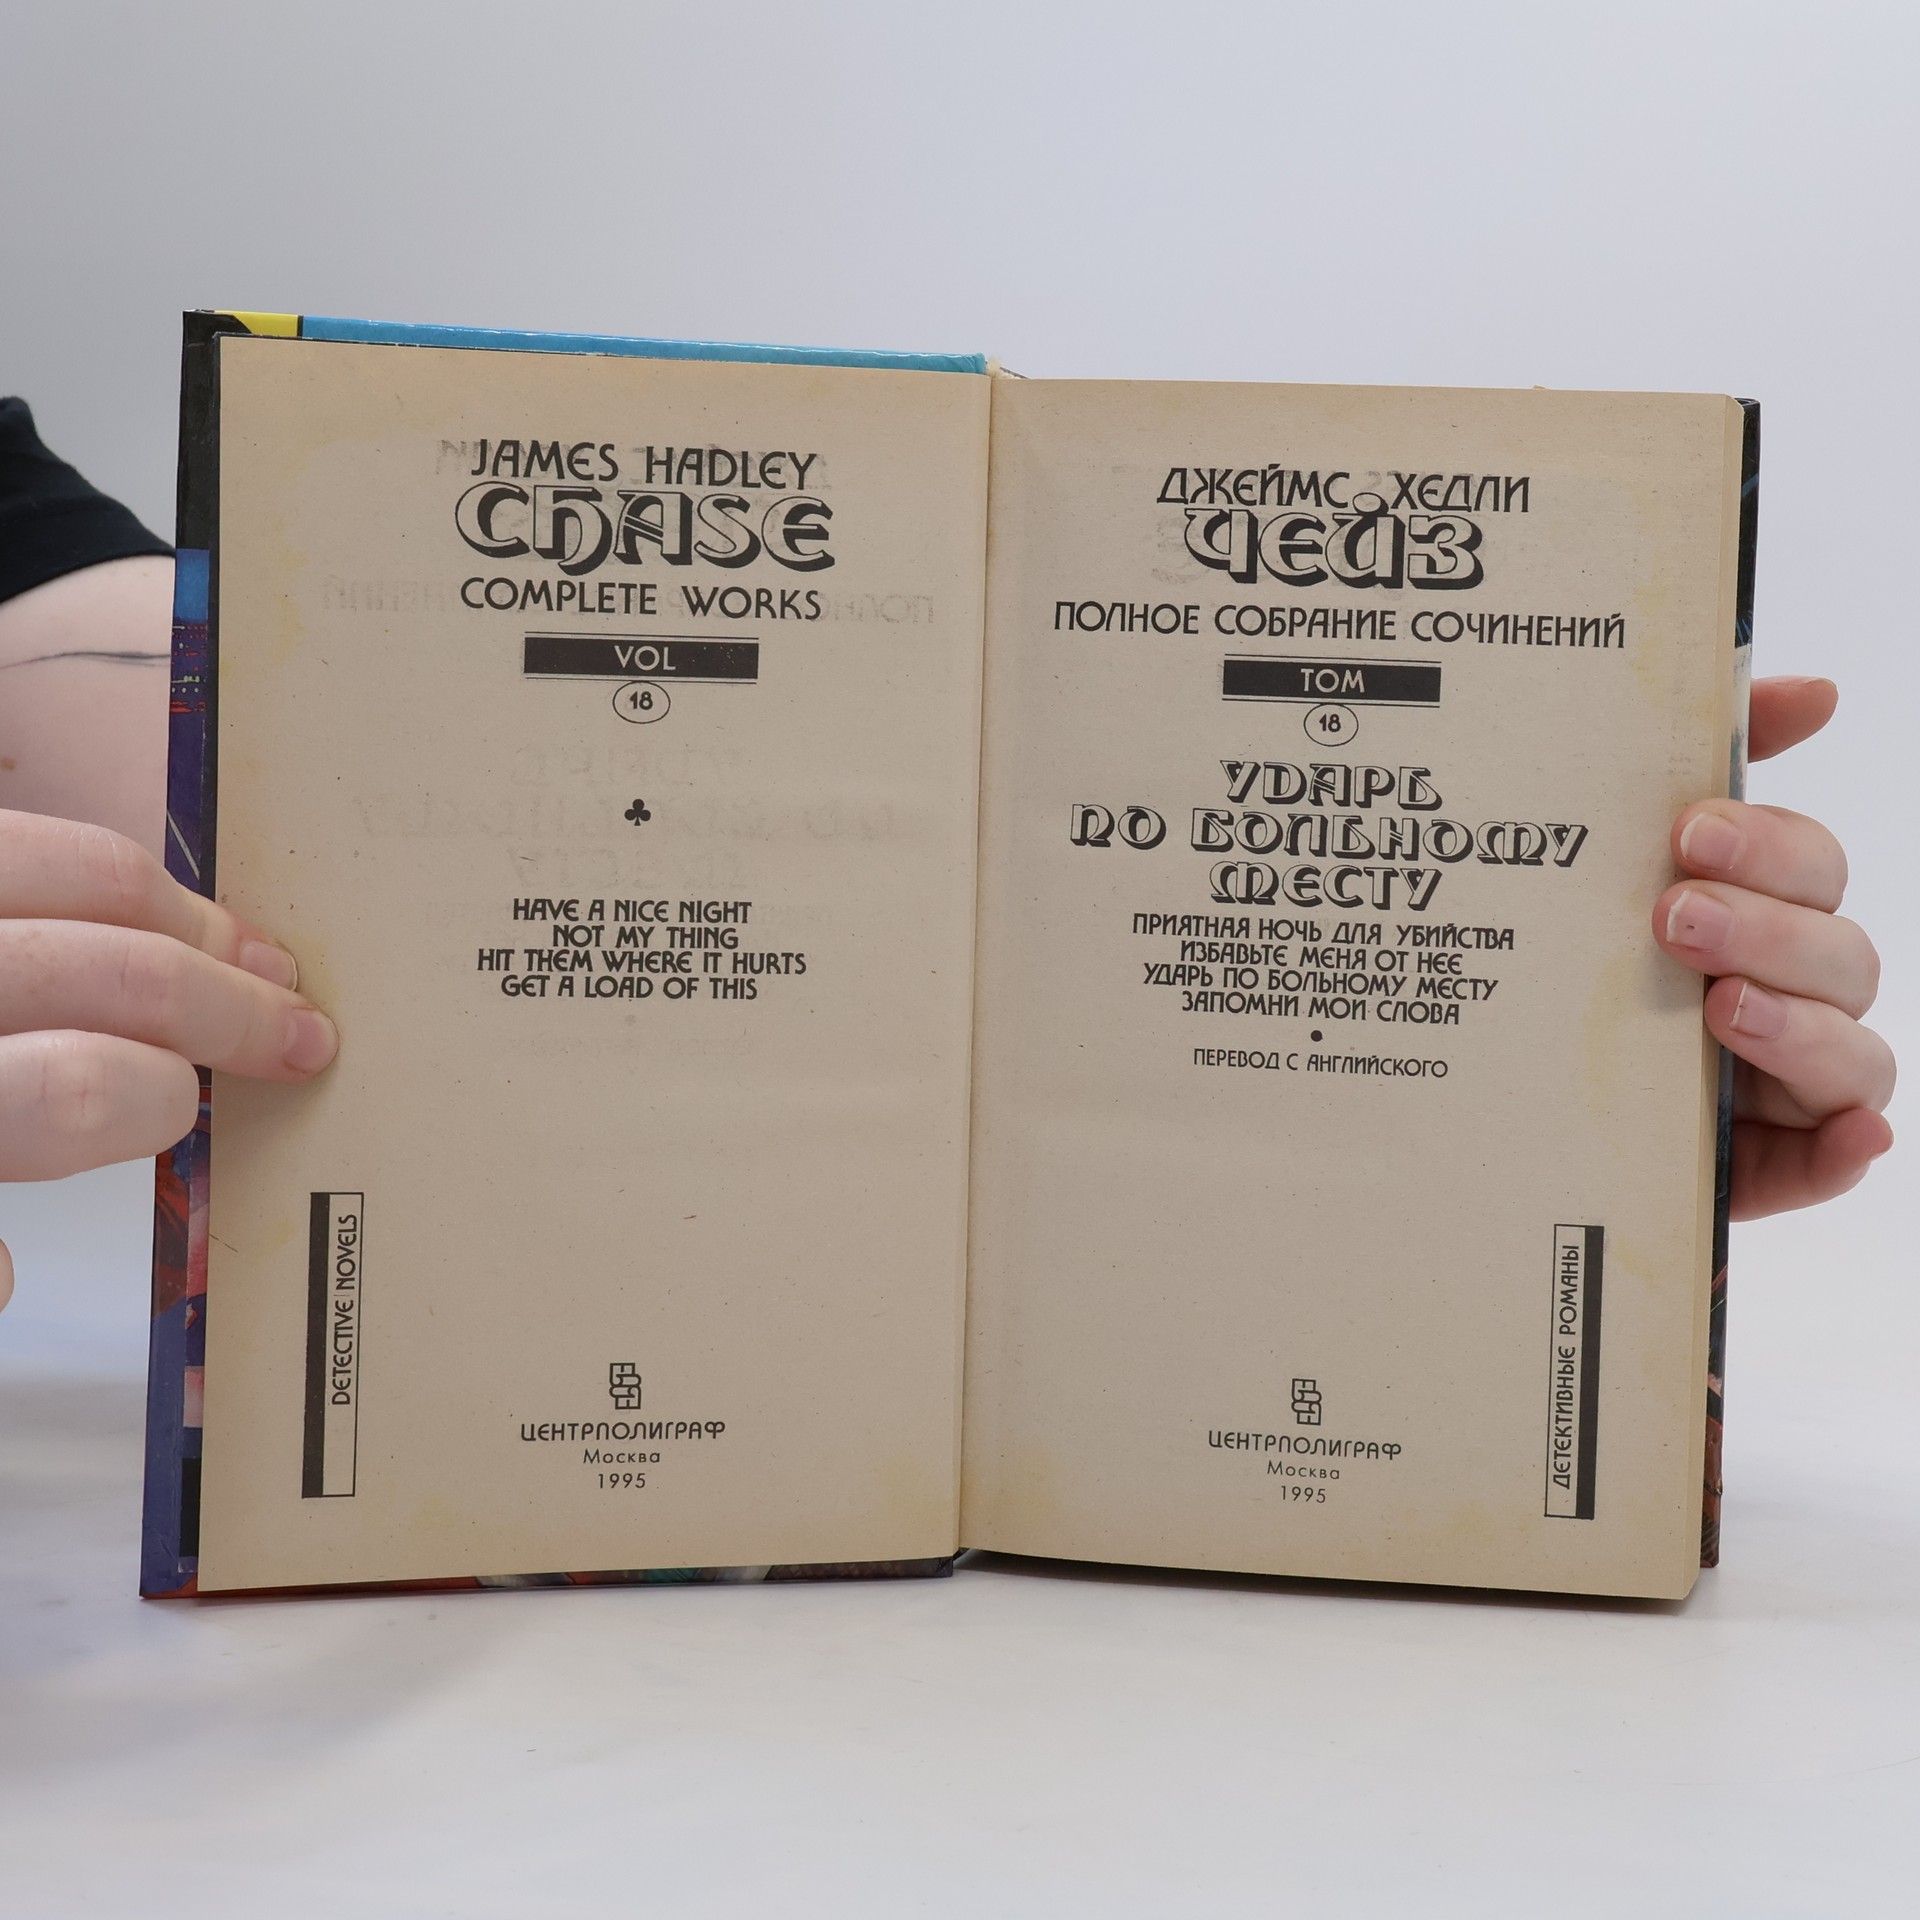 JAMES HADLEY
CHASE
COMPLETE WORKS
VOL
18
HAVE A NICE NIGHT
NOT MY THING
HIT THEM WHERE IT HURTS
GET A LOAD OF THIS
DETECTIVE NOVELS
ЦЕНТРПОЛИГРАФ
Москва
1995
ДЖЕЙМС ХЕДЛИ
ЧЕЙЗ
ПОЛНОЕ СОБРАНИЕ СОЧИНЕНИЙ
ТОМ
18
УДАРЬ
ПО БОЛЬНОМУ
МЕСТУ
ПРИЯТНАЯ НОЧЬ ДЛЯ УБИЙСТВА
ИЗБАВЬТЕ МЕНЯ ОТ НЕЕ
УДАРЬ ПО БОЛЬНОМУ МЕСТУ
ЗАПОМНИ МОИ СЛОВА
ПЕРЕВОД С АНГЛИЙСКОГО
ДЕТЕКТИВНЫЕ РОМАНЫ
ЦЕНТРПОЛИГРАФ
Москва
1995